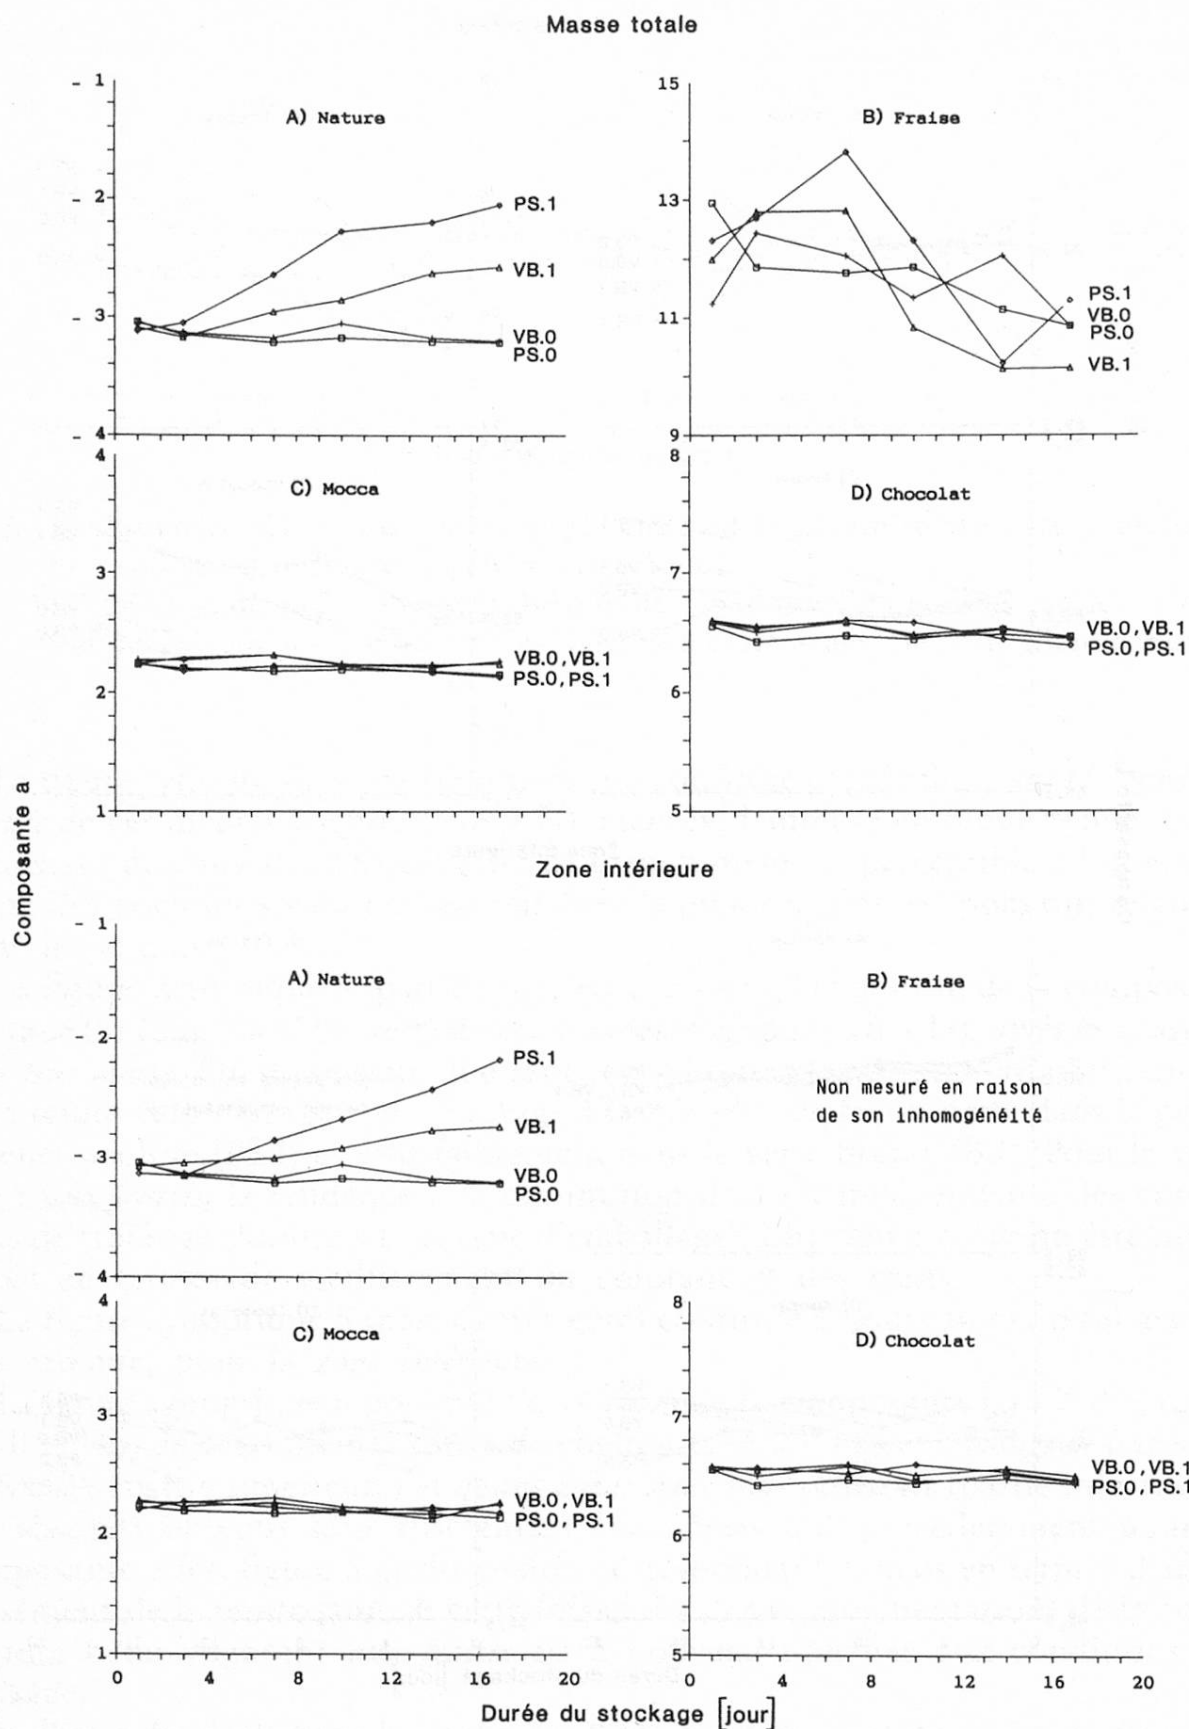 Masse totale
A) Nature
- 1
- 2
- 3
- 4
PS.1
VB.1
VB.0
PS.0
B) Fraise
15
13
11
9
PS.1
VB.0
PS.0
VB.1
C) Mocca
4
3
2
1
VB.0, VB.1
PS.0, PS.1
D) Chocolat
8
7
6
5
VB.0, VB.1
PS.0, PS.1
Composante a
Zone intérieure
A) Nature
- 1
- 2
- 3
- 4
PS.1
VB.1
VB.0
PS.0
B) Fraise
Non mesuré en raison
de son inhomogénéité
C) Mocca
4
3
2
1
VB.0, VB.1
PS.0, PS.1
0 4 8 12 16 20
D) Chocolat
8
7
6
5
VB.0, VB.1
PS.0, PS.1
0 4 8 12 16 20
Durée du stockage [jour]